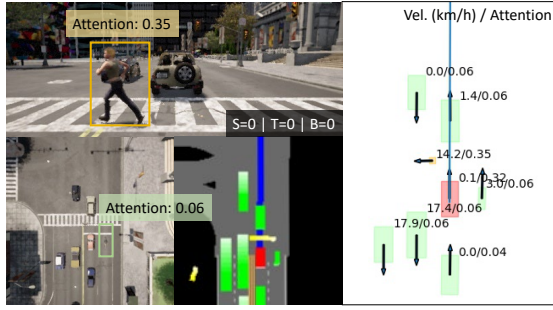 Vel. (km/h) / Attention
Attention: 0.35
0.0/0.06
1.4/0.06
S=0 | T=0 | B=0
14.2/0.35
0.1/0.32
3.0/0.06
Attention: 0.06
17.4/0.06
17.9/0.06
0.0/0.04